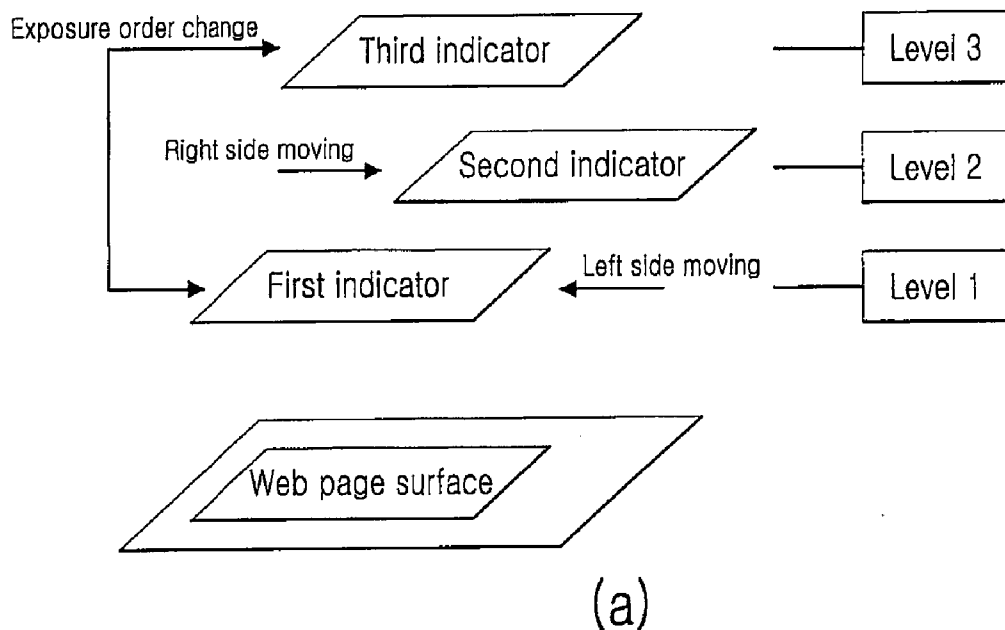 Exposure order change
Third indicator
Level 3
Right side moving
Second indicator
Level 2
First indicator
Left side moving
Level 1
Web page surface
(a)